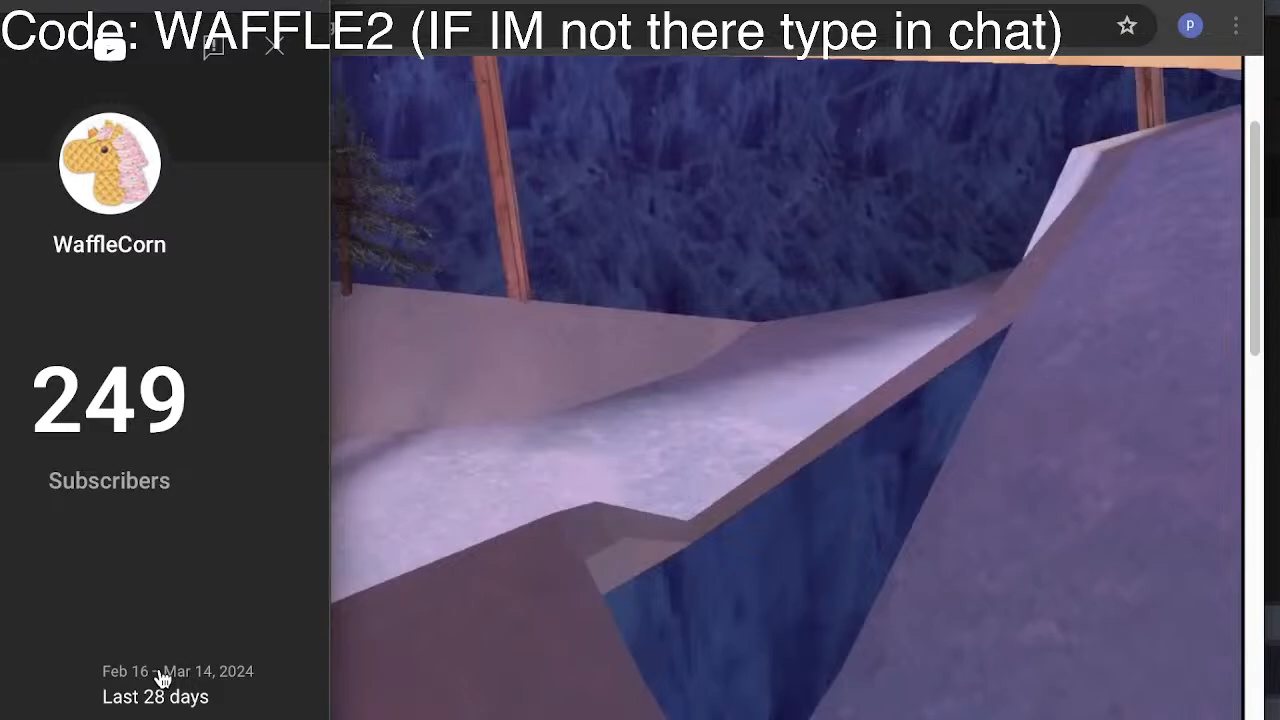 Code: WAFFLE2 (IF IM not there type in chat)
p
WaffleCorn
249
Subscribers
Feb 16 - Mar 14, 2024
Last 28 days